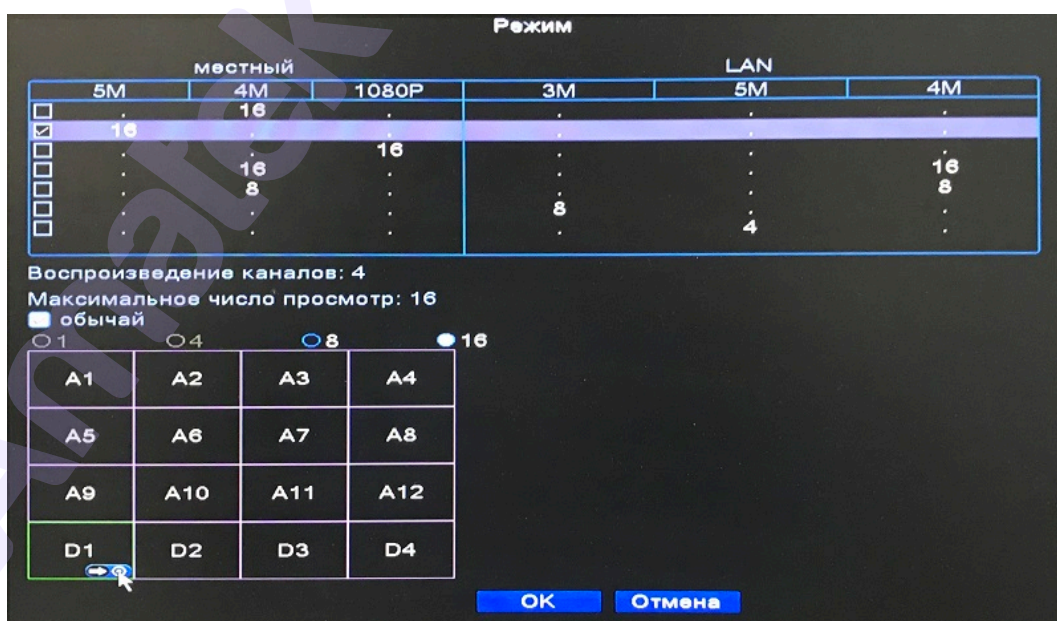 Режим
местный LAN
5M 4M 1080P 3M 5M 4M
. 16 . . . .
16 . . . . .
. . 16 . . .
. 16 . . . 16
. 8 . . . 8
. . . 8 . .
. . . . 4 .
Воспроизведение каналов: 4
Максимальное число просмотр: 16
обычай
1 4 8 16
A1 A2 A3 A4
A5 A6 A7 A8
A9 A10 A11 A12
D1 D2 D3 D4
OK Отмена
Amatek